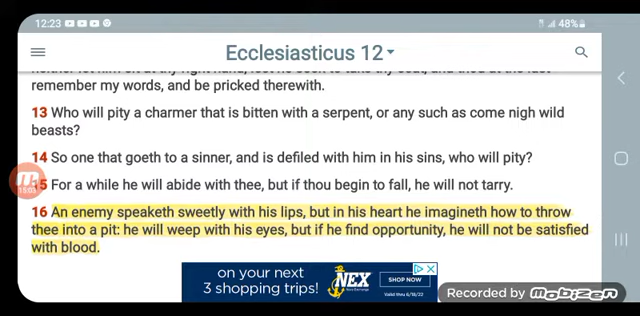 12:23
48%
Ecclesiasticus 12
remember my words, and be pricked therewith.
13 Who will pity a charmer that is bitten with a serpent, or any such as come nigh wild
beasts?
14 So one that goeth to a sinner, and is defiled with him in his sins, who will pity?
15 For a while he will abide with thee, but if thou begin to fall, he will not tarry.
16 An enemy speaketh sweetly with his lips, but in his heart he imagineth how to throw
thee into a pit: he will weep with his eyes, but if he find opportunity, he will not be satisfied
with blood.
on your next
3 shopping trips!
NEX
SHOP NOW
Valid thru 6/18/22
Recorded by Mobizen